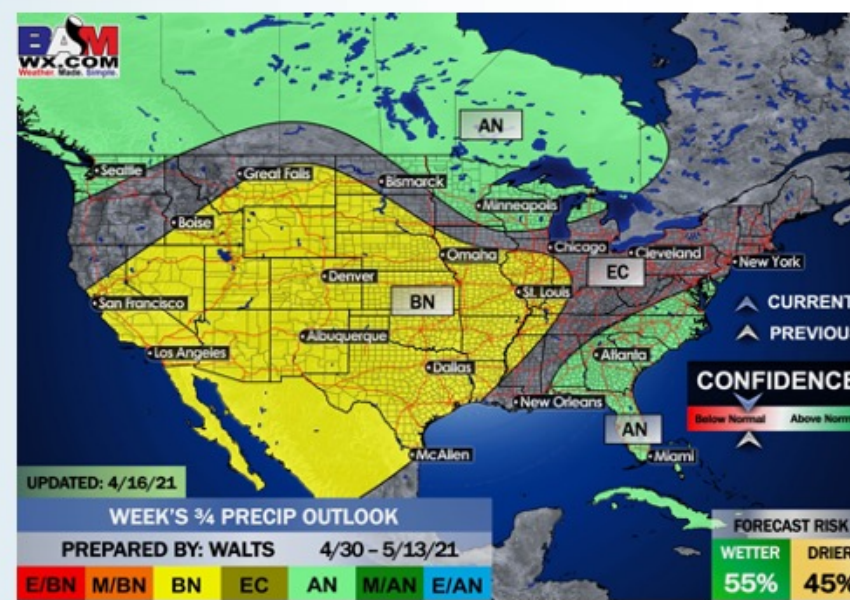 BAM
WX.COM
Weather. Made. Simple.
AN
Seattle
Great Falls
Bismarck
Minneapolis
Boise
Omaha
Chicago
Cleveland
New York
EC
Denver
BN
St. Louis
San Francisco
CURRENT
Albuquerque
PREVIOU
Los Angeles
Atlanta
Dallas
CONFIDENCE
New Orleans
Below Normal
Above Norm
AN
McAllen
Miami
UPDATED: 4/16/21
WEEK'S ¾ PRECIP OUTLOOK
PREPARED BY: WALTS 4/30 – 5/13/21
E/BN M/BN BN EC AN M/AN E/AN
FORECAST RISK
WETTER DRIER
55% 45%